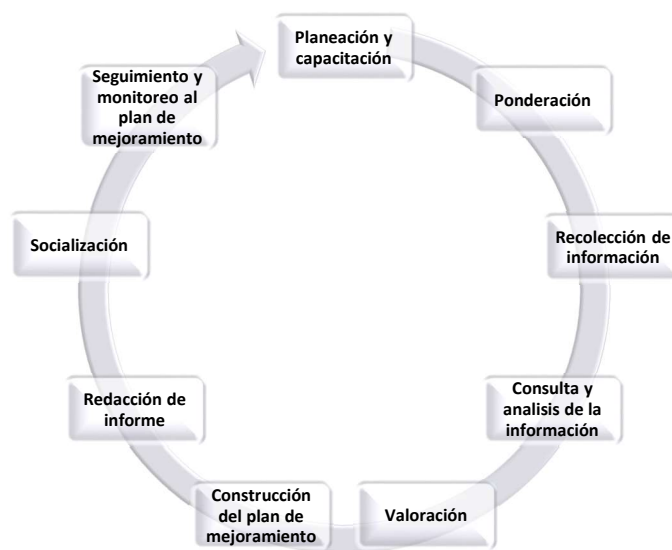 Planeación y
capacitación
Ponderación
Recolección de
información
Consulta y
analisis de la
información
Valoración
Construcción
del plan de
mejoramiento
Redacción de
informe
Socialización
Seguimiento y
monitoreo al
plan de
mejoramiento